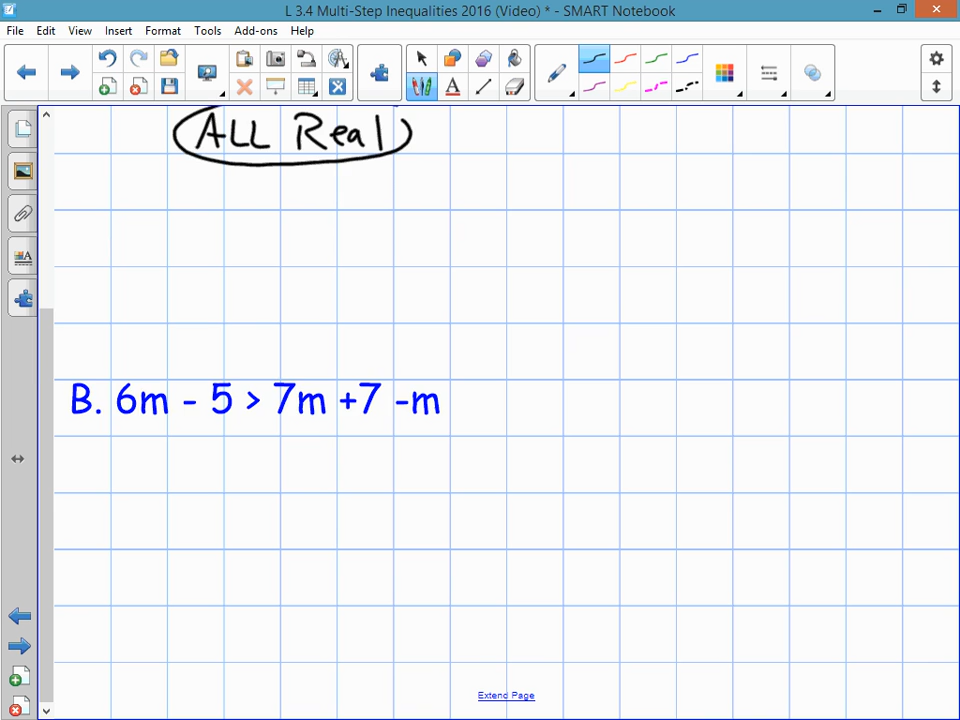 L 3.4 Multi-Step Inequalities 2016 (Video) * - SMART Notebook
File Edit View Insert Format Tools Add-ons Help
ALL Real
B. 6m - 5 > 7m +7 -m
Extend Page